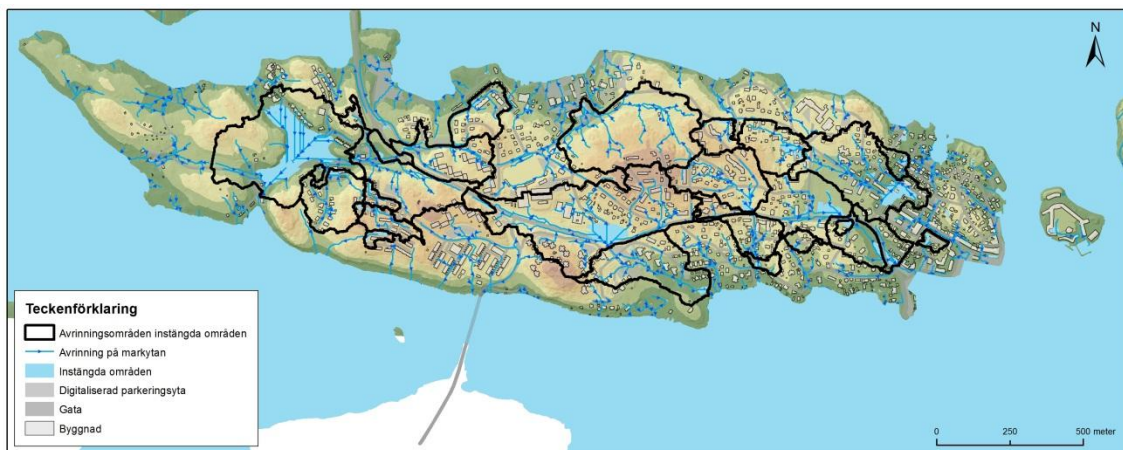 N
Teckenförklaring
Avrinningsområden instängda områden
Avrinning på markytan
Instängda områden
Digitaliserad parkeringsyta
Gata
Byggnad
0 250 500 meter